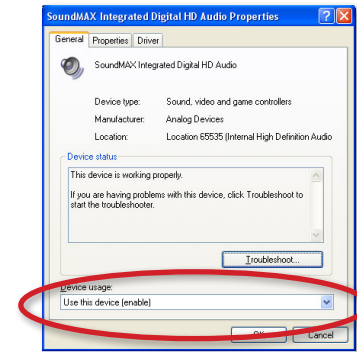 SoundMAX Integrated Digital HD Audio Properties
General Properties Driver
SoundMAX Integrated Digital HD Audio
Device type: Sound, video and game controllers
Manufacturer: Analog Devices
Location: Location 65535 (Internal High Definition Audio
Device status
This device is working properly.
If you are having problems with this device, click Troubleshoot to
start the troubleshooter.
Troubleshoot...
Device usage:
Use this device (enable)
OK Cancel